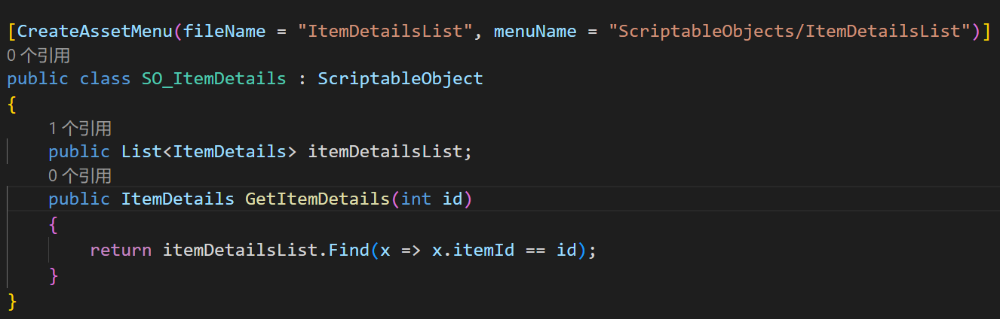 [CreateAssetMenu(fileName = "ItemDetailsList", menuName = "ScriptableObjects/ItemDetailsList")]
0 个引用
public class SO_ItemDetails : ScriptableObject
{
1 个引用
public List<ItemDetails> itemDetailsList;
0 个引用
public ItemDetails GetItemDetails(int id)
{
return itemDetailsList.Find(x => x.itemId == id);
}
}